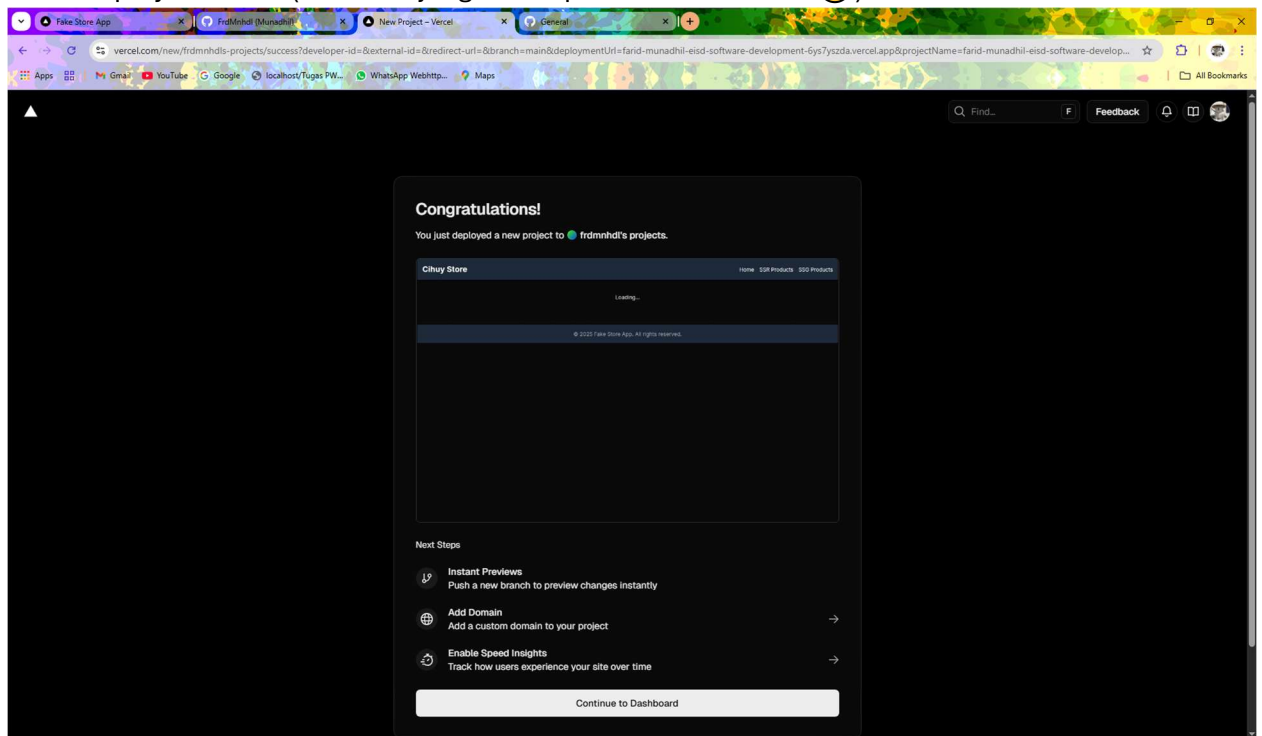 Fake Store App
FrdMnhdl (Munadhil)
New Project – Vercel
General
vercel.com/new/frdmnhdls-projects/success?developer-id=&external-id=&redirect-url=&branch=main&deploymentUrl=farid-munadhil-eisd-software-development-6ys7yszda.vercel.app&projectName=farid-munadhil-eisd-software-develop...
Apps
Gmail
YouTube
Google
localhost/Tugas PW...
WhatsApp Webhttp...
Maps
All Bookmarks
Find...
F
Feedback
Congratulations!
You just deployed a new project to frdmnhdl's projects.
Cihuy Store
Home SSR Products SSG Products
Loading...
© 2025 Fake Store App. All rights reserved.
Next Steps
Instant Previews
Push a new branch to preview changes instantly
Add Domain
Add a custom domain to your project
Enable Speed Insights
Track how users experience your site over time
Continue to Dashboard